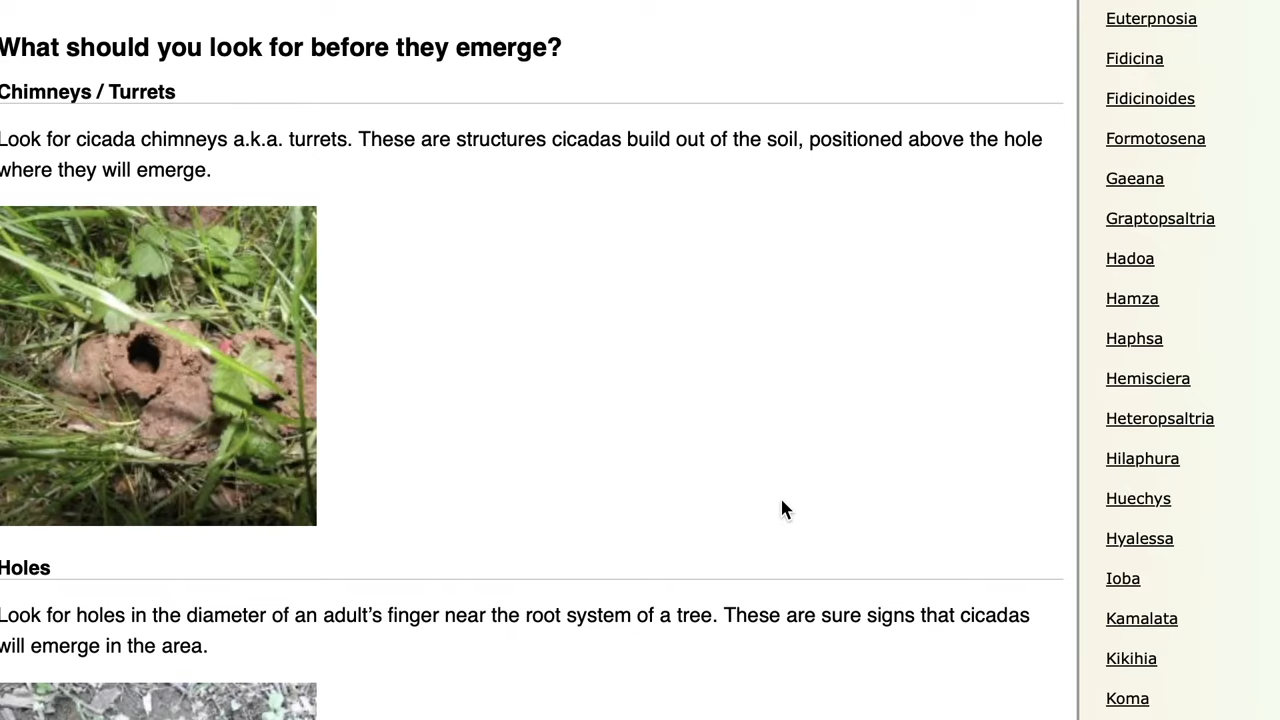 What should you look for before they emerge?
Chimneys / Turrets
Look for cicada chimneys a.k.a. turrets. These are structures cicadas build out of the soil, positioned above the hole
where they will emerge.
Holes
Look for holes in the diameter of an adult’s finger near the root system of a tree. These are sure signs that cicadas
will emerge in the area.
Euterpnosia
Fidicina
Fidicinoides
Formotosena
Gaeana
Graptopsaltria
Hadoa
Hamza
Haphsa
Hemisciera
Heteropsaltria
Hilaphura
Huechys
Hyalessa
Ioba
Kamalata
Kikihia
Koma